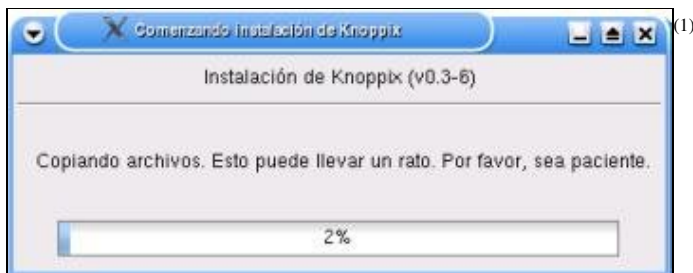 Comenzando instalación de Knoppix
(1)
Instalación de Knoppix (v0.3-6)
Copiando archivos. Esto puede llevar un rato. Por favor, sea paciente.
2%